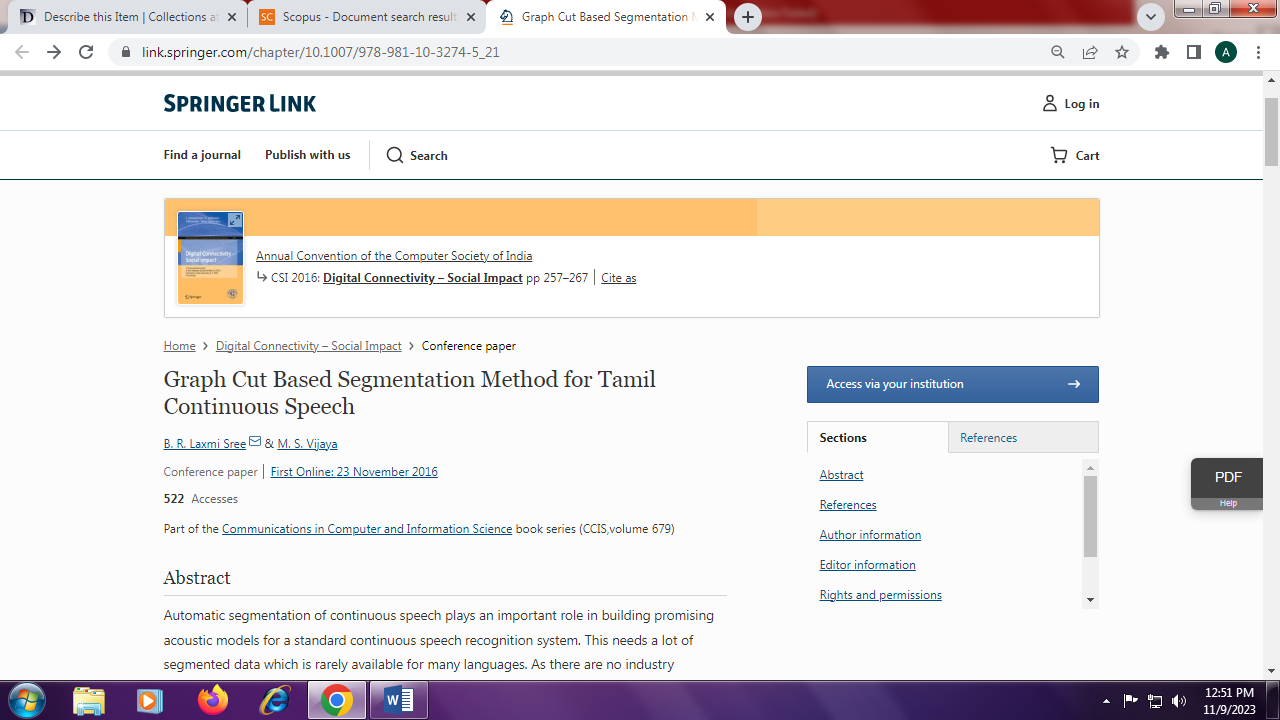 Describe this Item | Collections at
Scopus - Document search result
Graph Cut Based Segmentation M
link.springer.com/chapter/10.1007/978-981-10-3274-5_21
A
SPRINGER LINK
Log in
Find a journal
Publish with us
Search
Cart
Digital Connectivity – Social Impact
Springer
Annual Convention of the Computer Society of India
CSI 2016: Digital Connectivity – Social Impact pp 257–267 | Cite as
Home > Digital Connectivity – Social Impact > Conference paper
Graph Cut Based Segmentation Method for Tamil
Continuous Speech
B. R. Laxmi Sree & M. S. Vijaya
Conference paper | First Online: 23 November 2016
522 Accesses
Part of the Communications in Computer and Information Science book series (CCIS,volume 679)
Abstract
Automatic segmentation of continuous speech plays an important role in building promising
acoustic models for a standard continuous speech recognition system. This needs a lot of
segmented data which is rarely available for many languages. As there are no industry
Access via your institution
Sections
References
Abstract
References
Author information
Editor information
Rights and permissions
PDF
Help
12:51 PM
11/9/2023